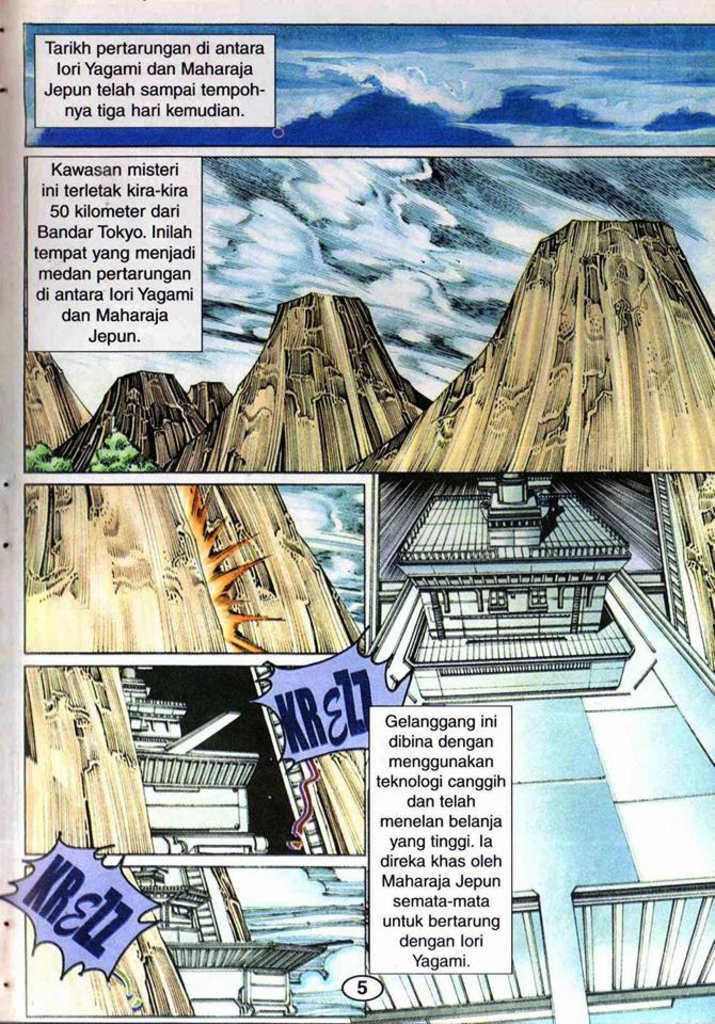 Tarikh pertarungan di antara
Iori Yagami dan Maharaja
Jepun telah sampai tempoh-
nya tiga hari kemudian.
Kawasan misteri
ini terletak kira-kira
50 kilometer dari
Bandar Tokyo. Inilah
tempat yang menjadi
medan pertarungan
di antara Iori Yagami
dan Maharaja
Jepun.
KREZZ
Gelanggang ini
dibina dengan
menggunakan
teknologi canggih
dan telah
menelan belanja
yang tinggi. Ia
direka khas oleh
Maharaja Jepun
semata-mata
untuk bertarung
dengan Iori
Yagami.
KREZZ
5